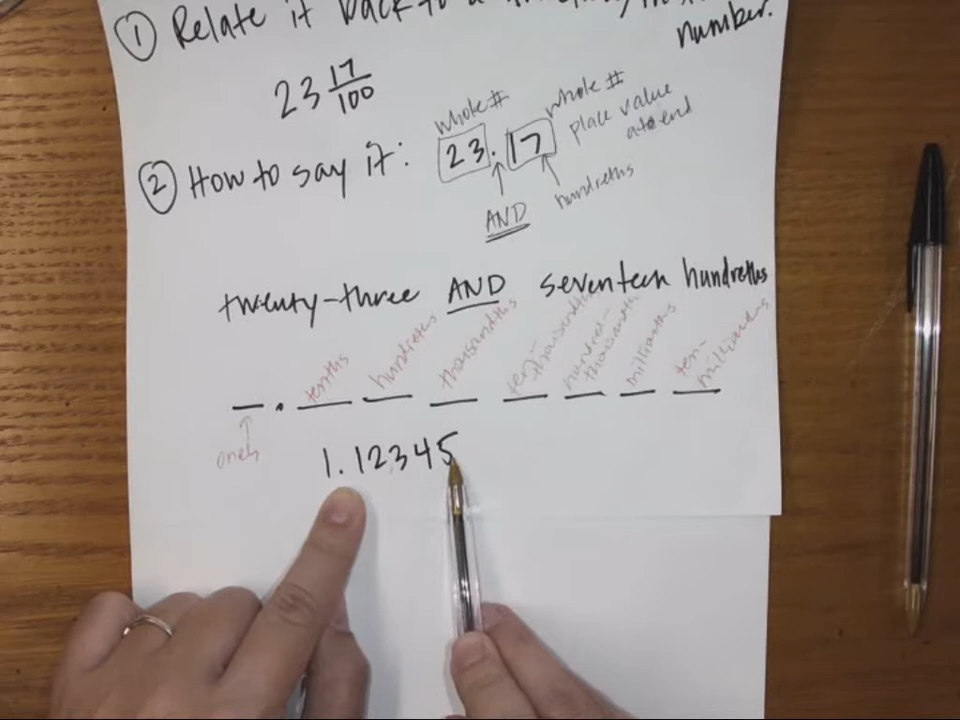 ① Relate it back to a
number.
23 17/100
② How to say it: 23.17
whole #
whole #
place value
at end
AND
hundreths
twenty-three AND seventeen hundreths
tenths hundreths thousandths ten-thousandths hundred-thousandths millionths ten-millionths
_ . _ _ _ _ _ _ _
ones
1.12345